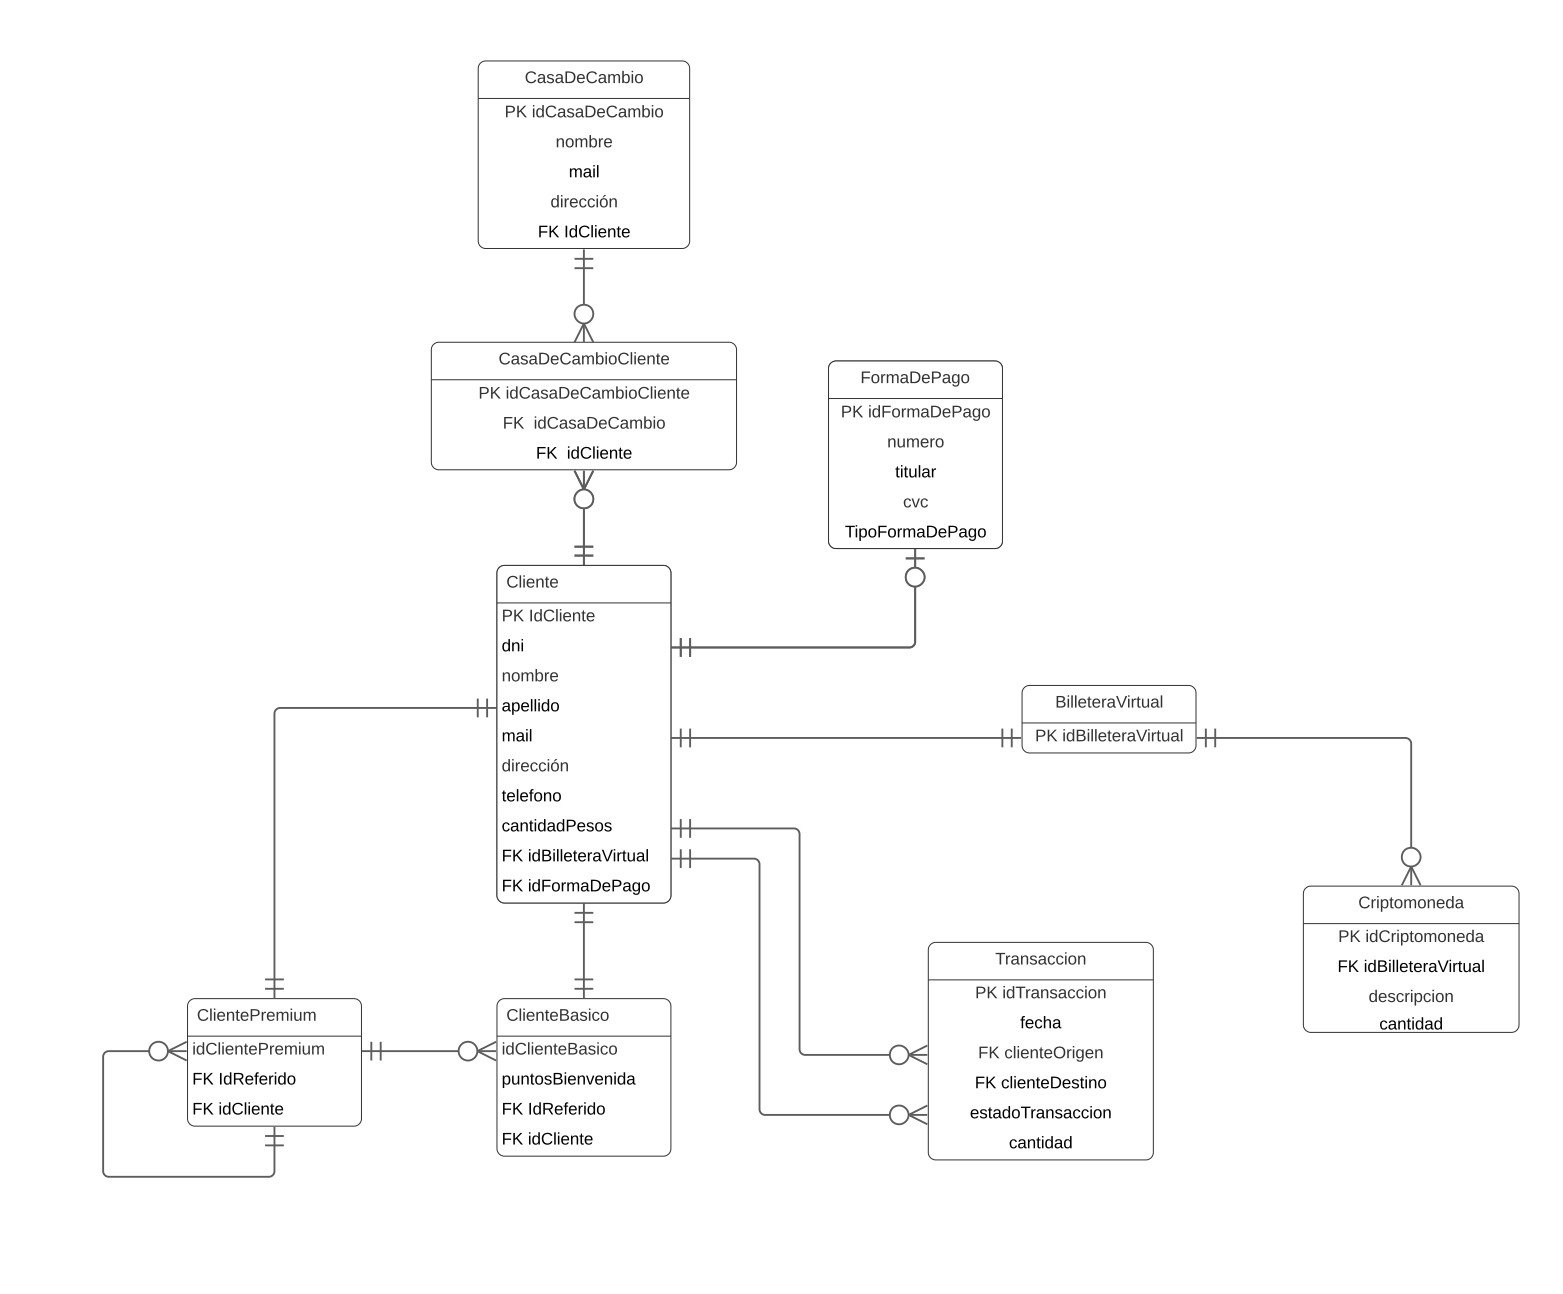 CasaDeCambio
PK idCasaDeCambio
nombre
mail
dirección
FK IdCliente
CasaDeCambioCliente
PK idCasaDeCambioCliente
FK  idCasaDeCambio
FK  idCliente
FormaDePago
PK idFormaDePago
numero
titular
cvc
TipoFormaDePago
Cliente
PK IdCliente
dni
nombre
apellido
mail
dirección
telefono
cantidadPesos
FK idBilleteraVirtual
FK idFormaDePago
BilleteraVirtual
PK idBilleteraVirtual
Criptomoneda
PK idCriptomoneda
FK idBilleteraVirtual
descripcion
cantidad
Transaccion
PK idTransaccion
fecha
FK clienteOrigen
FK clienteDestino
estadoTransaccion
cantidad
ClientePremium
idClientePremium
FK IdReferido
FK idCliente
ClienteBasico
idClienteBasico
puntosBienvenida
FK IdReferido
FK idCliente